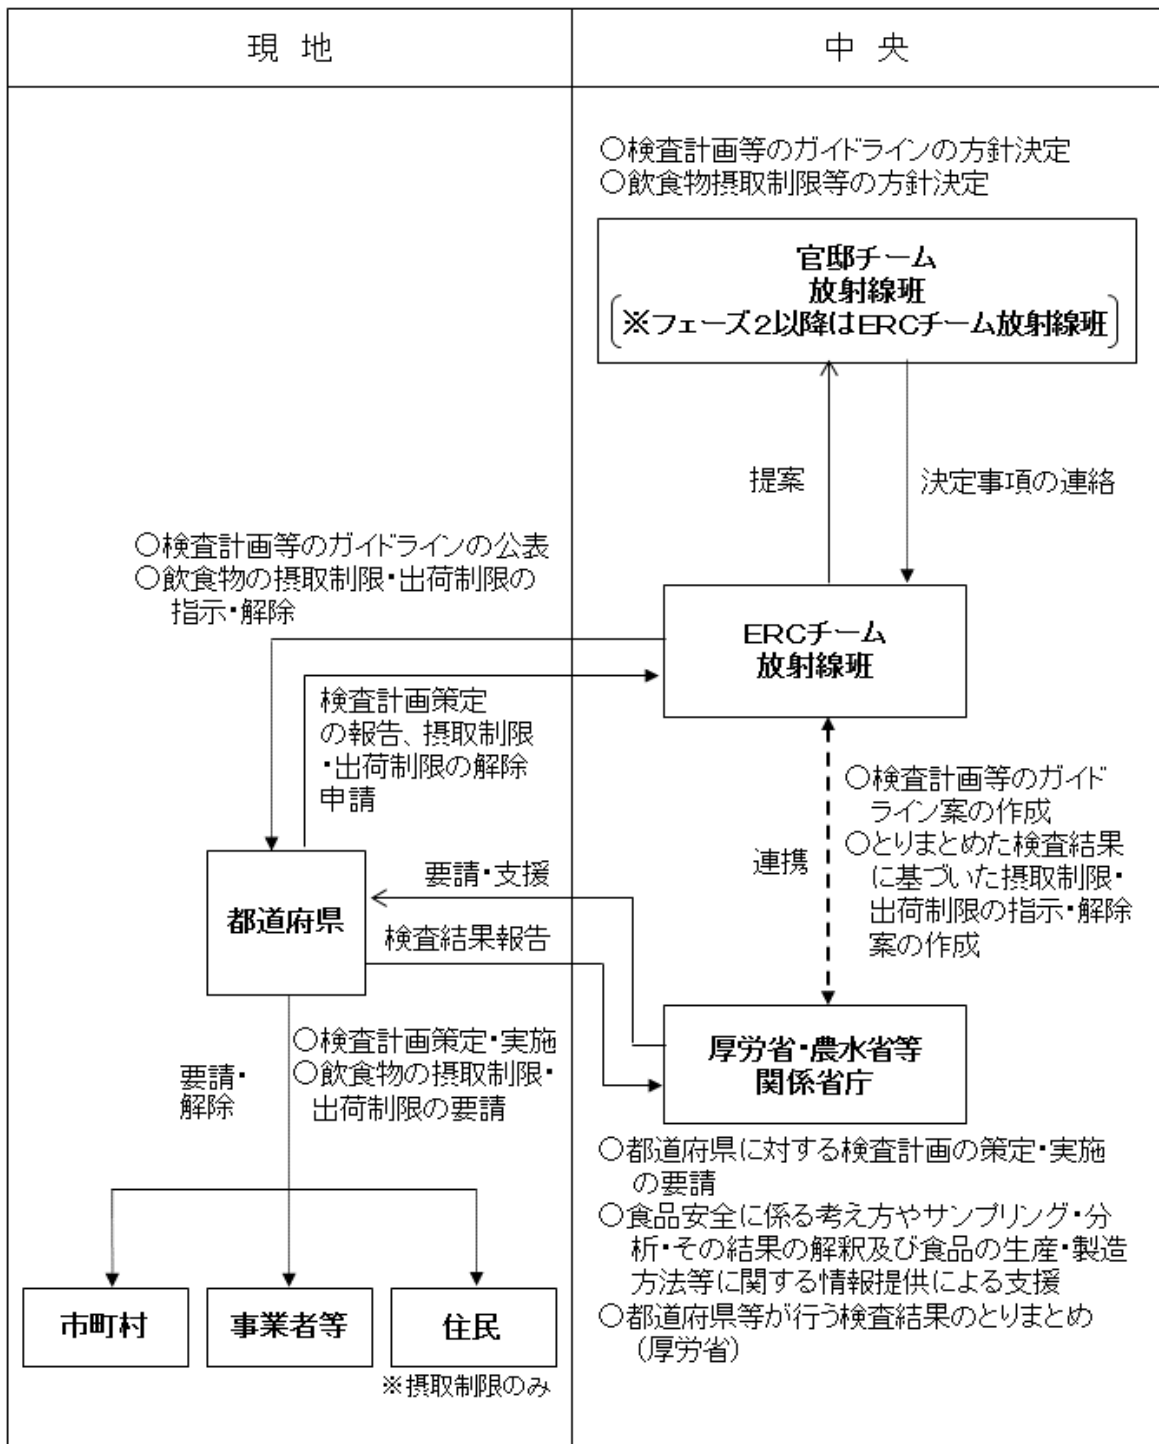 現 地
中 央
○検査計画等のガイドラインの方針決定
○飲食物摂取制限等の方針決定
官邸チーム
放射線班
※フェーズ2以降はERCチーム放射線班
提案
決定事項の連絡
○検査計画等のガイドラインの公表
○飲食物の摂取制限・出荷制限の
指示・解除
ERCチーム
放射線班
検査計画策定
の報告、摂取制限
・出荷制限の解除
申請
○検査計画等のガイド
ライン案の作成
○とりまとめた検査結果
に基づいた摂取制限・
出荷制限の指示・解除
案の作成
連携
要請・支援
都道府県
検査結果報告
厚労省・農水省等
関係省庁
○検査計画策定・実施
○飲食物の摂取制限・
出荷制限の要請
要請・
解除
○都道府県に対する検査計画の策定・実施
の要請
○食品安全に係る考え方やサンプリング・分
析・その結果の解釈及び食品の生産・製造
方法等に関する情報提供による支援
○都道府県等が行う検査結果のとりまとめ
(厚労省)
市町村
事業者等
住民
※摂取制限のみ